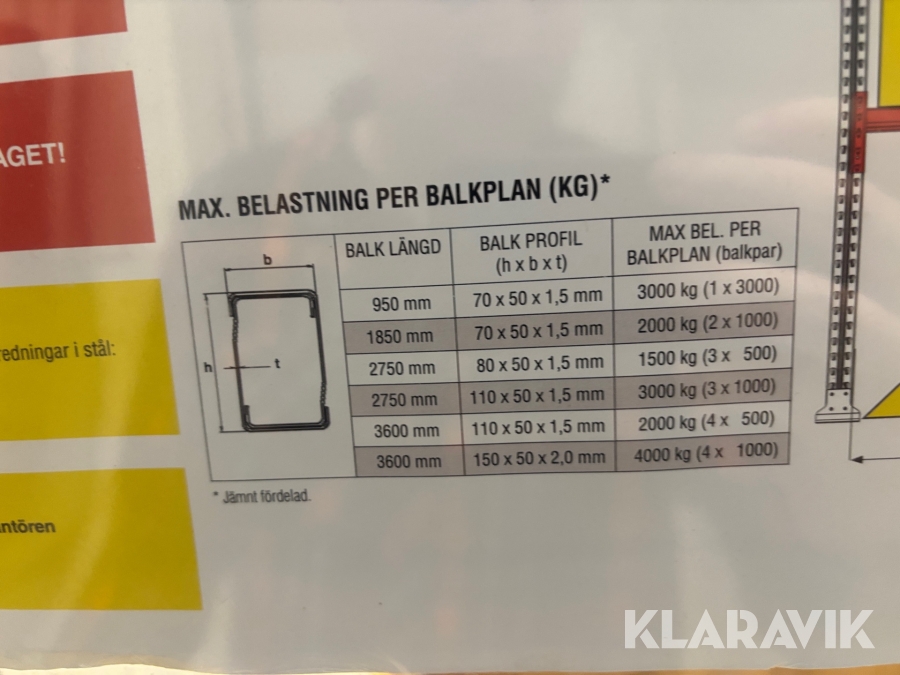 AGET!
MAX. BELASTNING PER BALKPLAN (KG)*
BALK LÄNGD
BALK PROFIL
(h x b x t)
MAX BEL. PER
BALKPLAN (balkpar)
b
h
t
950 mm 70 x 50 x 1,5 mm 3000 kg (1 x 3000)
1850 mm 70 x 50 x 1,5 mm 2000 kg (2 x 1000)
2750 mm 80 x 50 x 1,5 mm 1500 kg (3 x 500)
2750 mm 110 x 50 x 1,5 mm 3000 kg (3 x 1000)
3600 mm 110 x 50 x 1,5 mm 2000 kg (4 x 500)
3600 mm 150 x 50 x 2,0 mm 4000 kg (4 x 1000)
* Jämnt fördelad.
redningar i stål:
ntören
KLARAVIK